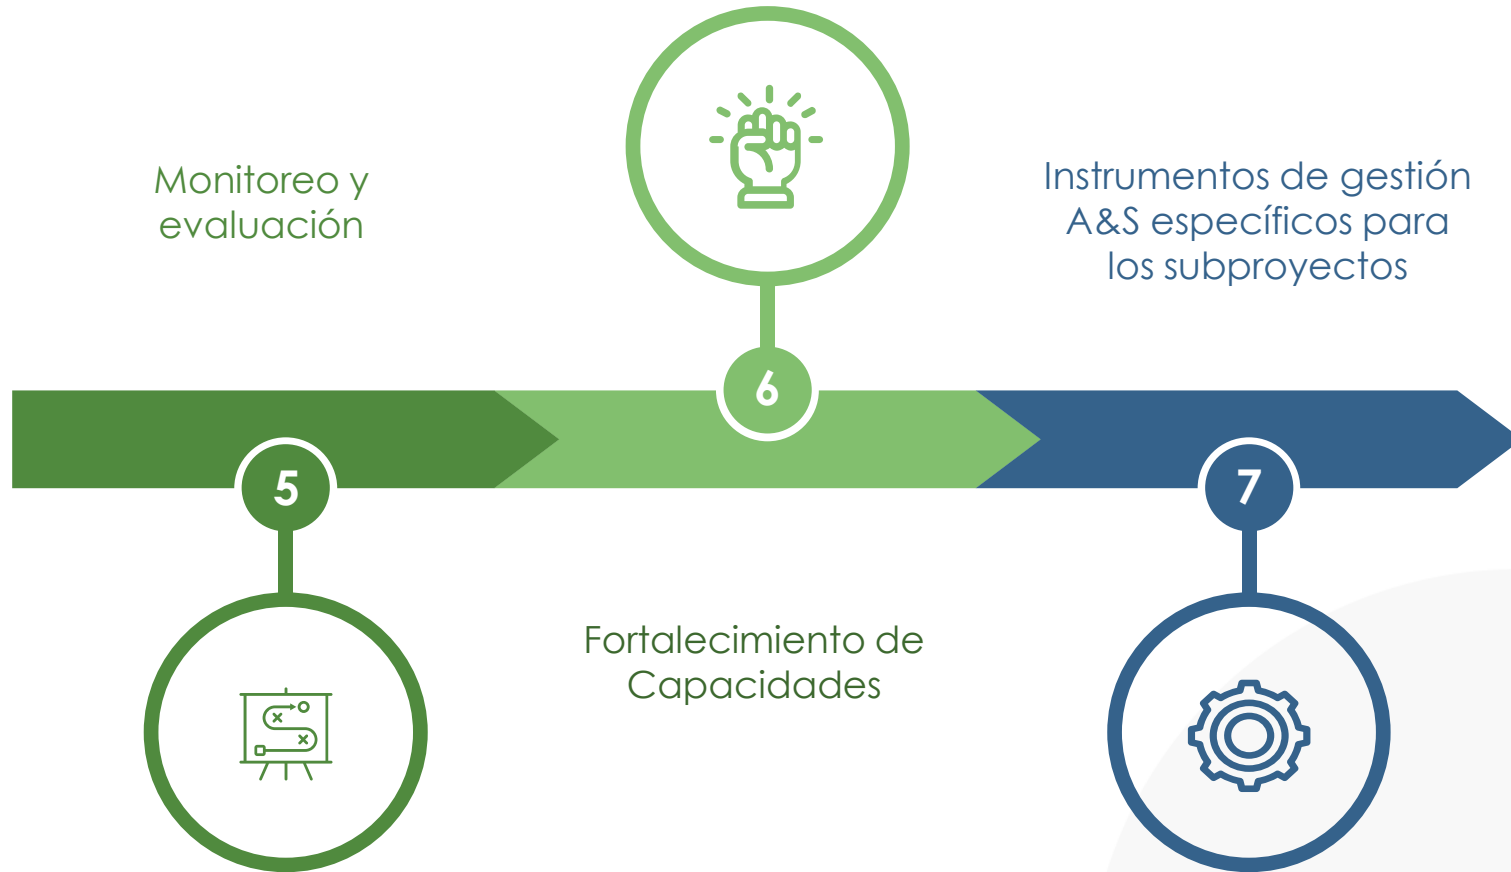 Monitoreo y
evaluación
5
6
Fortalecimiento de
Capacidades
Instrumentos de gestión
A&S específicos para
los subproyectos
7